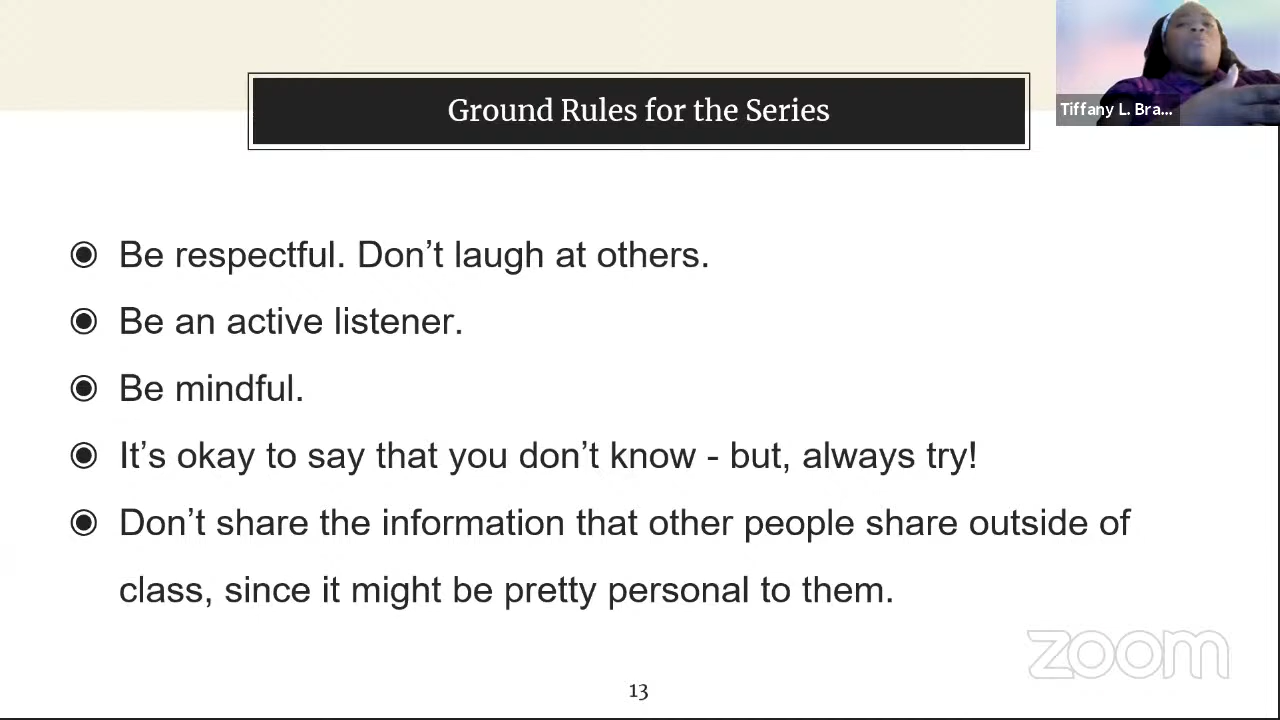 Ground Rules for the Series
Tiffany L. Bra...
◉ Be respectful. Don’t laugh at others.
◉ Be an active listener.
◉ Be mindful.
◉ It’s okay to say that you don’t know - but, always try!
◉ Don’t share the information that other people share outside of
class, since it might be pretty personal to them.
zoom
13